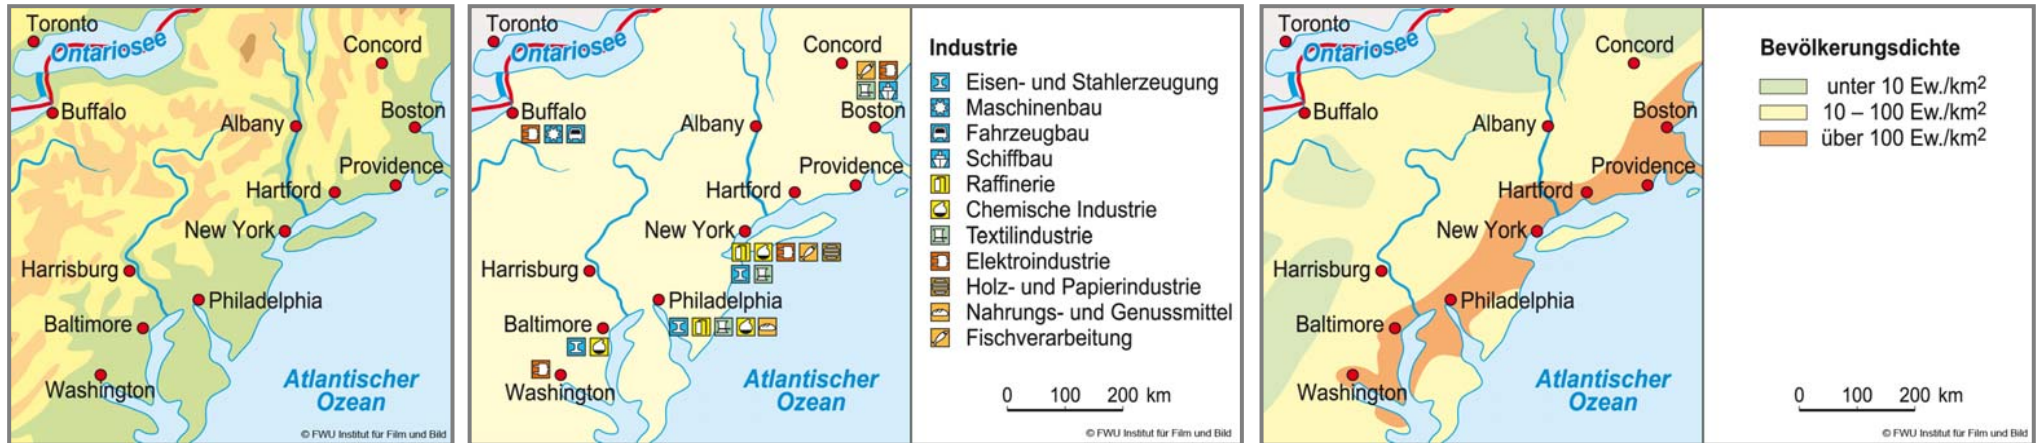 Toronto
Ontariosee
Concord
Buffalo
Albany
Boston
Providence
Hartford
New York
Harrisburg
Philadelphia
Baltimore
Washington
Atlantischer
Ozean
© FWU Institut für Film und Bild
Toronto
Ontariosee
Concord
Buffalo
Boston
Albany
Providence
Hartford
New York
Harrisburg
Philadelphia
Baltimore
Washington
Atlantischer
Ozean
Industrie
Eisen- und Stahlerzeugung
Maschinenbau
Fahrzeugbau
Schiffbau
Raffinerie
Chemische Industrie
Textilindustrie
Elektroindustrie
Holz- und Papierindustrie
Nahrungs- und Genussmittel
Fischverarbeitung
0 100 200 km
© FWU Institut für Film und Bild
Toronto
Ontariosee
Concord
Buffalo
Boston
Albany
Providence
Hartford
New York
Harrisburg
Philadelphia
Baltimore
Washington
Atlantischer
Ozean
Bevölkerungsdichte
unter 10 Ew./km²
10 – 100 Ew./km²
über 100 Ew./km²
0 100 200 km
© FWU Institut für Film und Bild